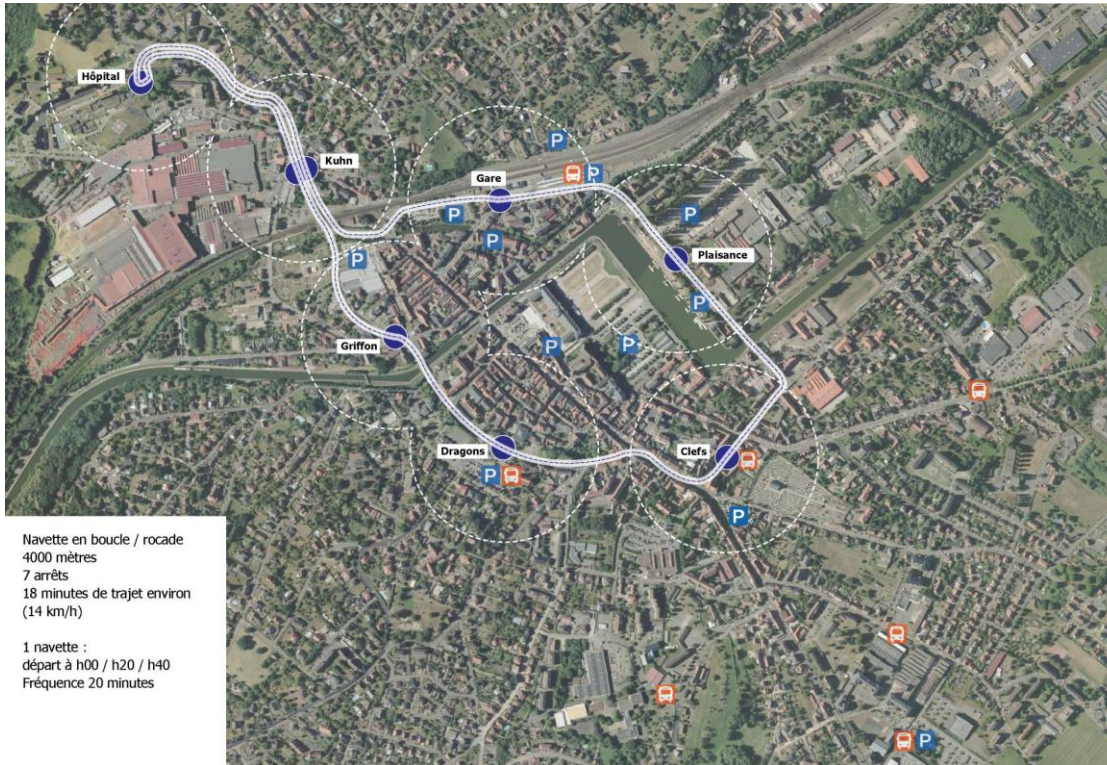 Hôpital
Kuhn
P
Gare
P
P
P
P
Plaisance
P
P
Griffon
P
P
Dragons
P
Clefs
P
Navette en boucle / rocade
4000 mètres
7 arrêts
18 minutes de trajet environ
(14 km/h)
1 navette :
départ à h00 / h20 / h40
Fréquence 20 minutes
P